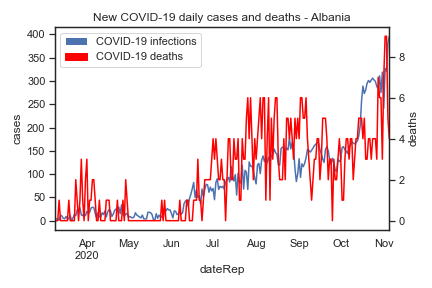 New COVID-19 daily cases and deaths - Albania
COVID-19 infections
COVID-19 deaths
400
350
300
250
200
150
100
50
0
cases
8
6
4
2
0
deaths
Apr May Jun Jul Aug Sep Oct Nov
2020
dateRep